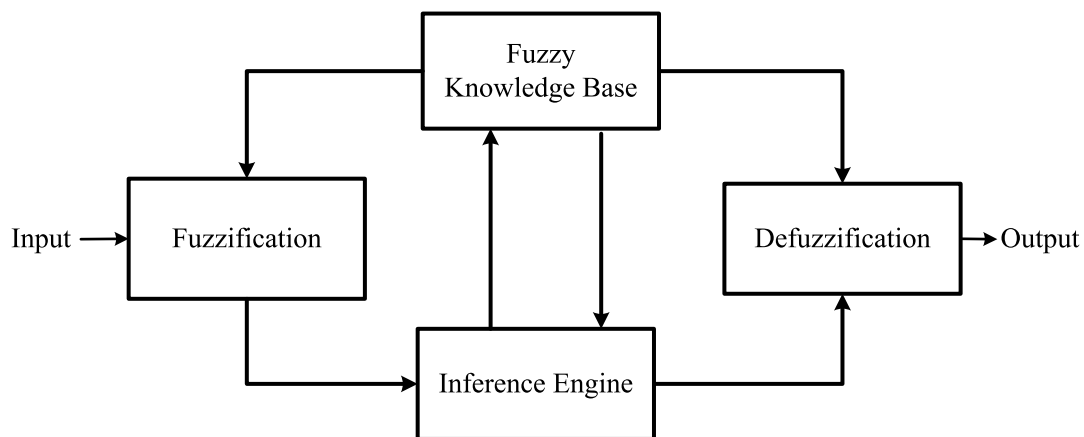 Fuzzy
Knowledge Base
Input
Fuzzification
Defuzzification
Output
Inference Engine